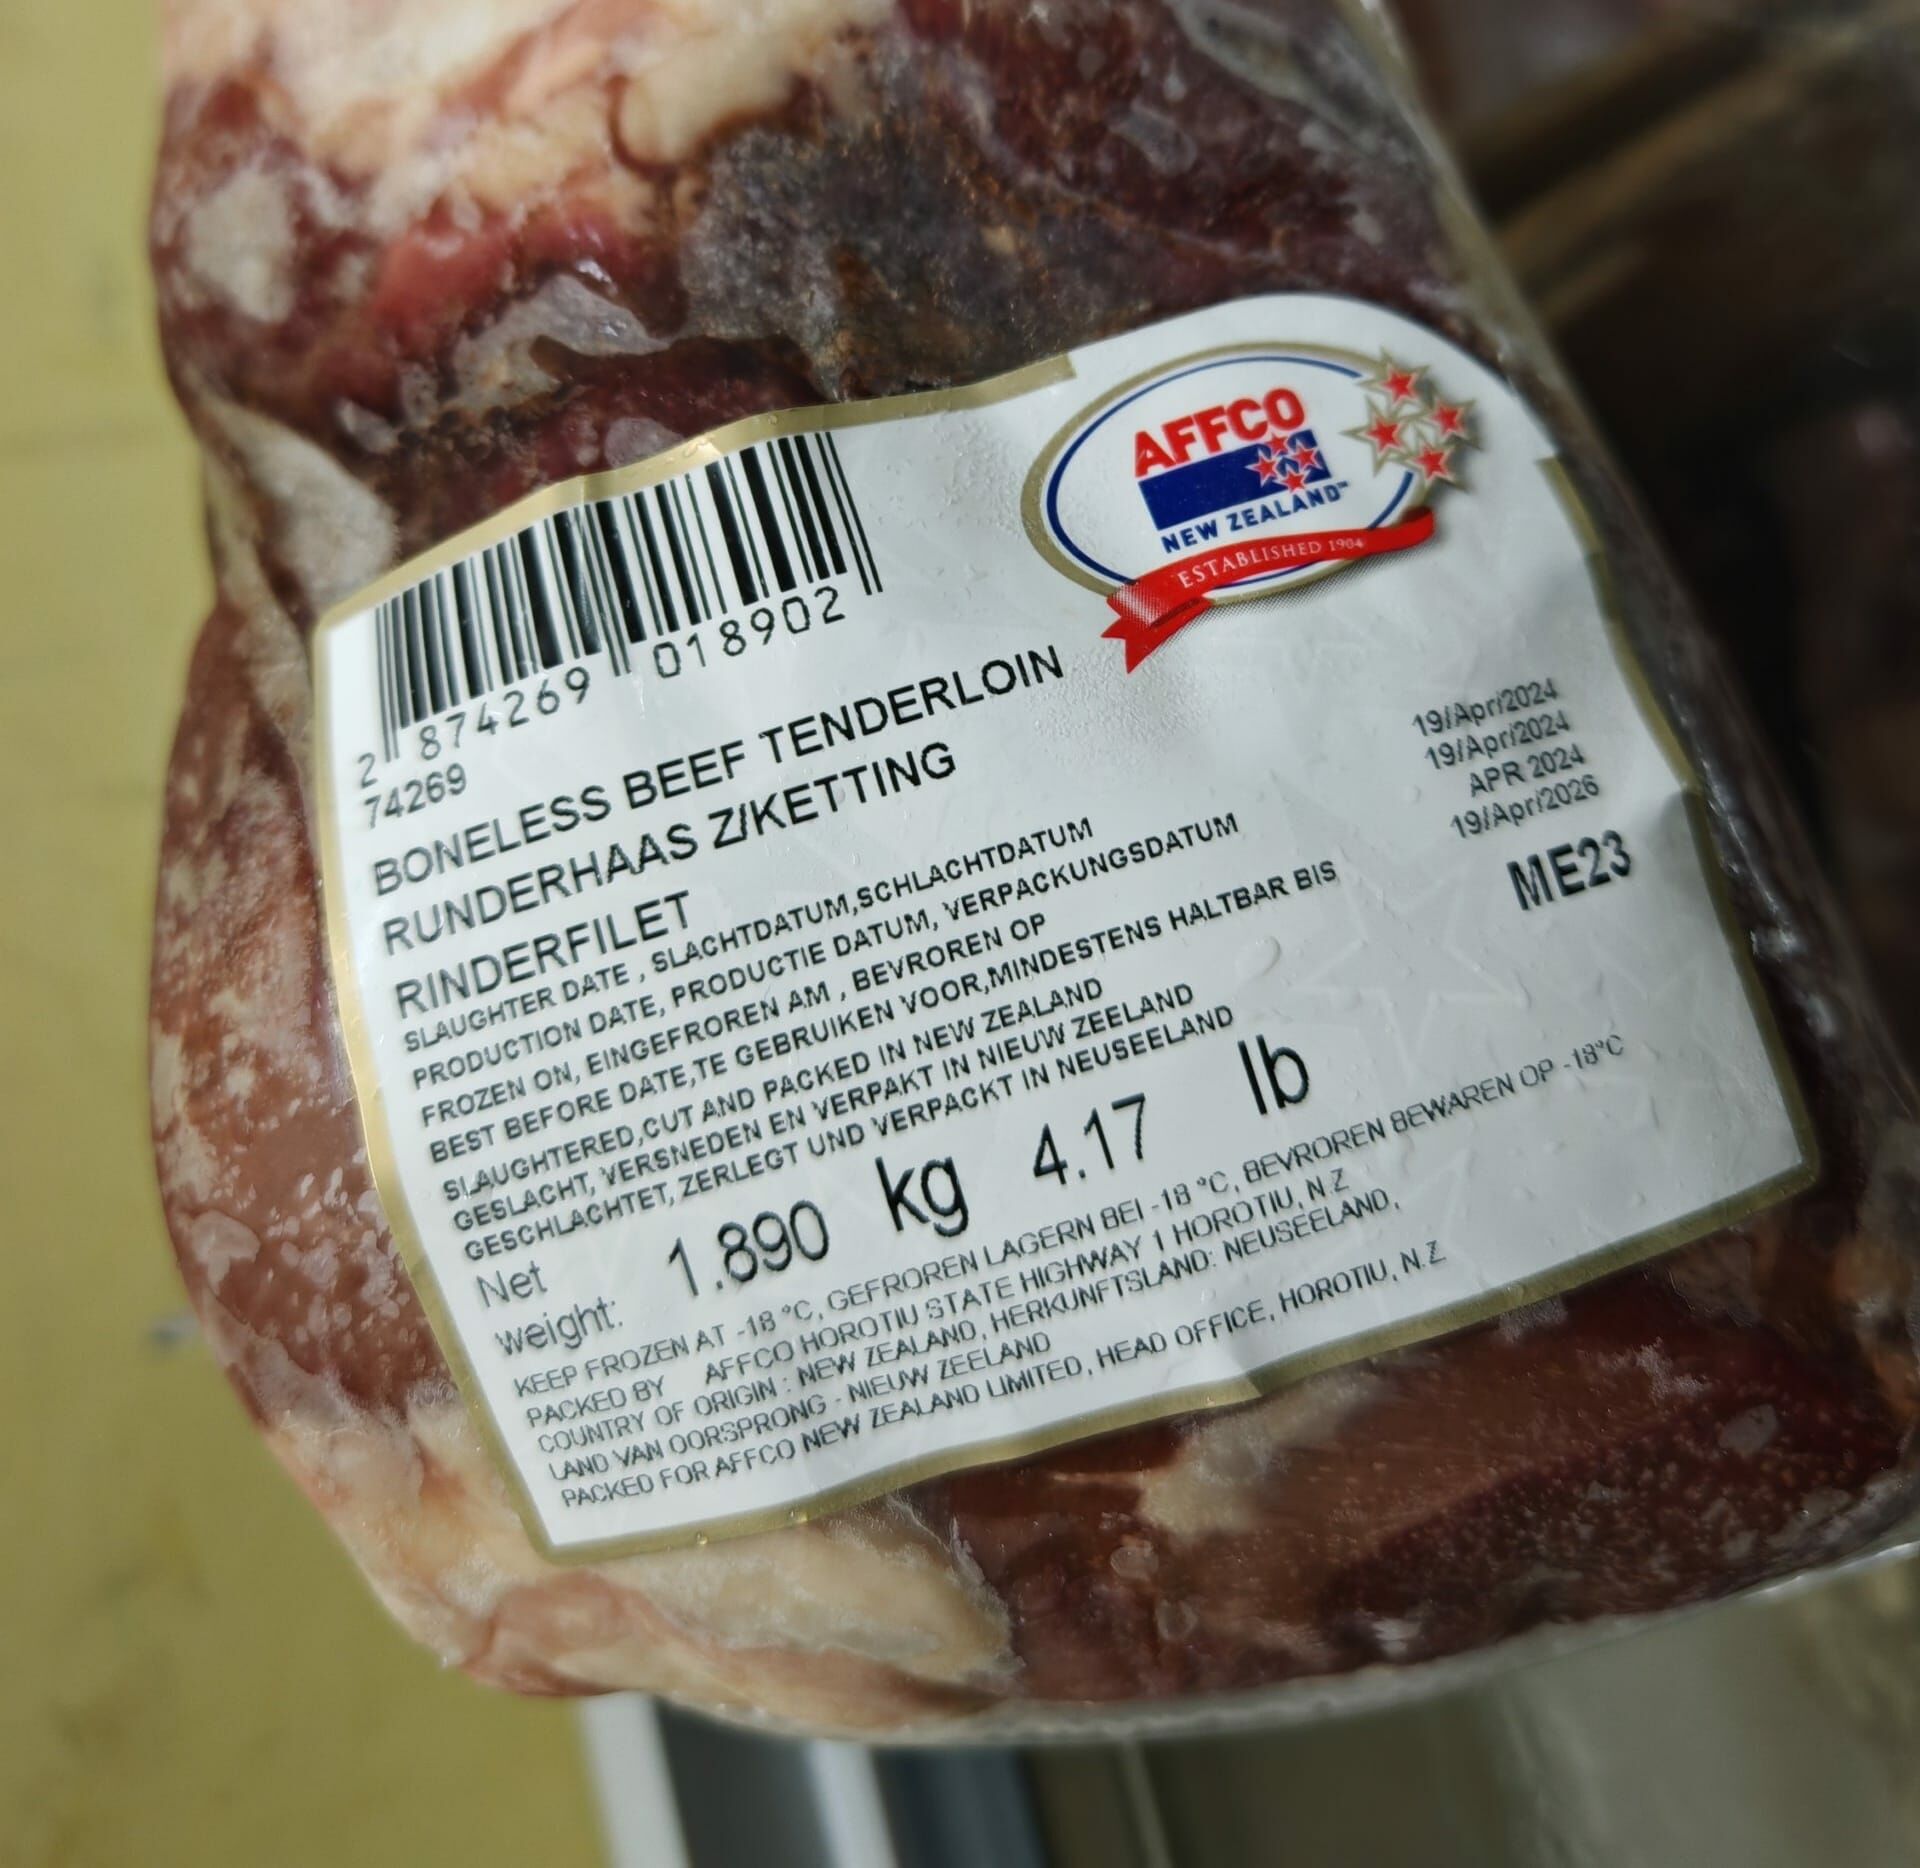 AFFCO
NEW ZEALAND™
ESTABLISHED 1904
2 874269 018902
74269
BONELESS BEEF TENDERLOIN
RUNDERHAAS Z/KETTING
RINDERFILET
SLAUGHTER DATE , SLACHTDATUM,SCHLACHTDATUM 19/Apr/2024
PRODUCTION DATE, PRODUCTIE DATUM, VERPACKUNGSDATUM 19/Apr/2024
FROZEN ON, EINGEFROREN AM , BEVROREN OP APR 2024
BEST BEFORE DATE,TE GEBRUIKEN VOOR,MINDESTENS HALTBAR BIS 19/Apr/2026
SLAUGHTERED,CUT AND PACKED IN NEW ZEALAND ME23
GESLACHT, VERSNEDEN EN VERPAKT IN NIEUW ZEELAND
GESCHLACHTET, ZERLEGT UND VERPACKT IN NEUSEELAND
Net weight: 1.890 kg 4.17 lb
KEEP FROZEN AT -18 °C, GEFROREN LAGERN BEI -18 °C, BEVROREN BEWAREN OP -18°C
PACKED BY AFFCO HOROTIU STATE HIGHWAY 1 HOROTIU, N.Z
COUNTRY OF ORIGIN : NEW ZEALAND, HERKUNFTSLAND: NEUSEELAND,
LAND VAN OORSPRONG - NIEUW ZEELAND
PACKED FOR AFFCO NEW ZEALAND LIMITED, HEAD OFFICE, HOROTIU, N.Z